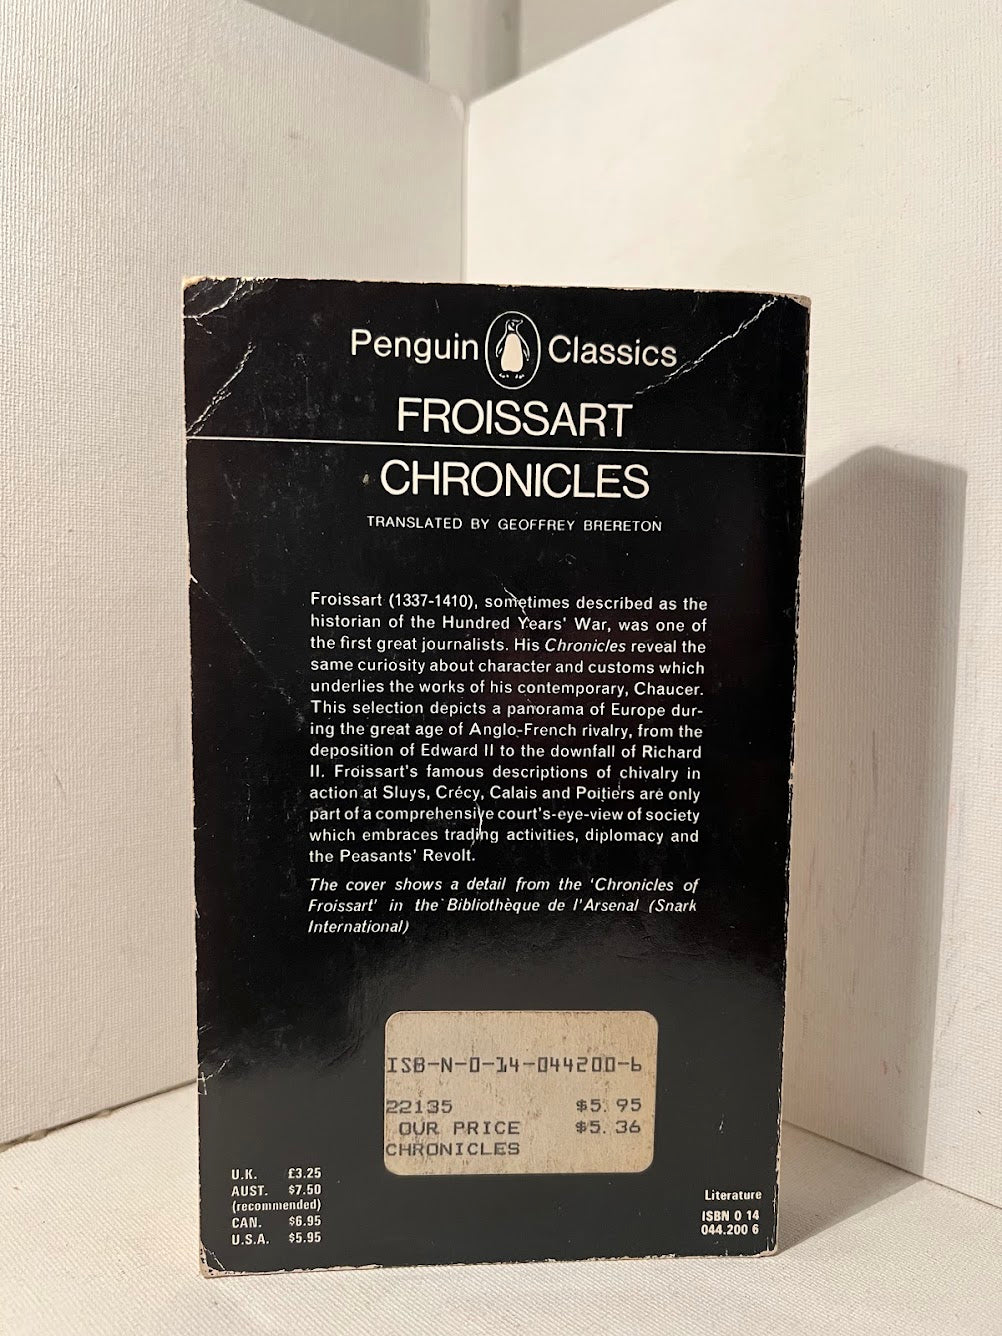 Penguin Classics
FROISSART
CHRONICLES
TRANSLATED BY GEOFFREY BRERETON
Froissart (1337-1410), sometimes described as the
historian of the Hundred Years' War, was one of
the first great journalists. His Chronicles reveal the
same curiosity about character and customs which
underlies the works of his contemporary, Chaucer.
This selection depicts a panorama of Europe dur-
ing the great age of Anglo-French rivalry, from the
deposition of Edward II to the downfall of Richard
II. Froissart's famous descriptions of chivalry in
action at Sluys, Crécy, Calais and Poitiers are only
part of a comprehensive court's-eye-view of society
which embraces trading activities, diplomacy and
the Peasants' Revolt.
The cover shows a detail from the 'Chronicles of
Froissart' in the Bibliothèque de l'Arsenal (Snark
International)
ISB-N-0-14-044200-6
22135 $5.95
OUR PRICE $5.36
CHRONICLES
U.K. £3.25
AUST. $7.50
(recommended)
CAN. $6.95
U.S.A. $5.95
Literature
ISBN 0 14
044.200 6